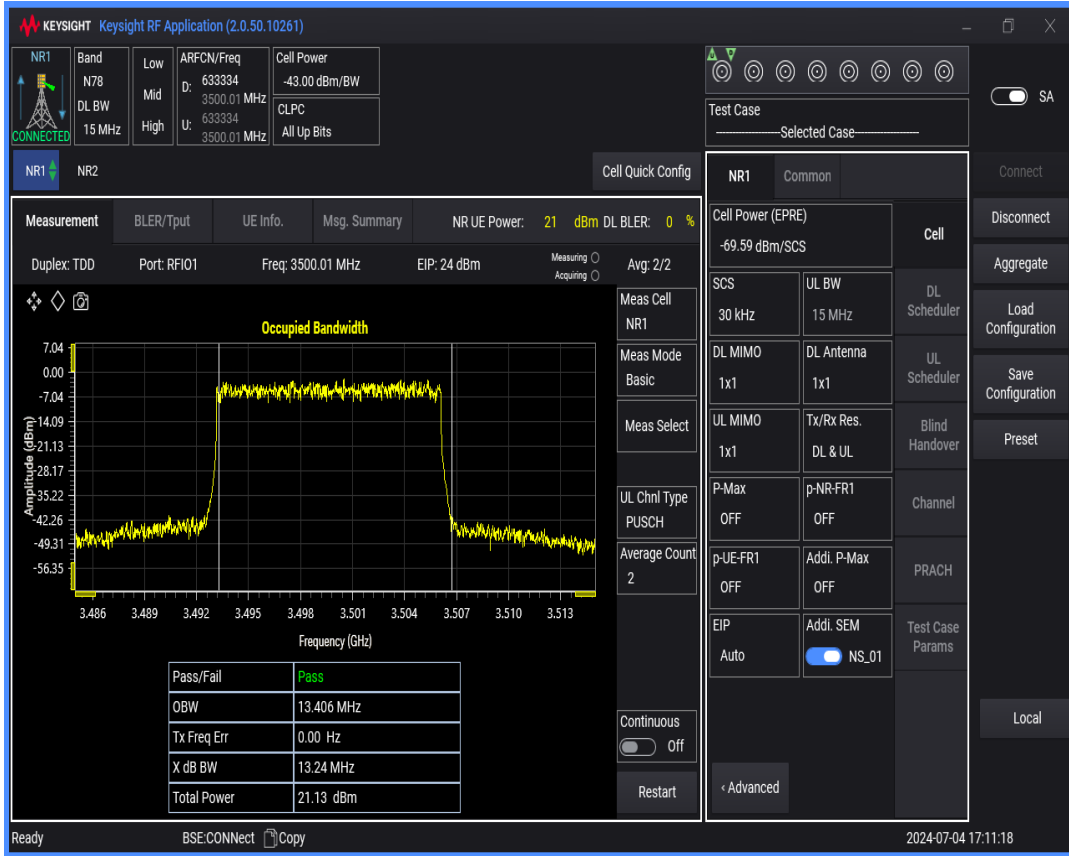 KEYSIGHT Keysight RF Application (2.0.50.10261)
NR1
CONNECTED
Band
N78
DL BW
15 MHz
Low
Mid
High
ARFCN/Freq
D: 633334
3500.01 MHz
U: 633334
3500.01 MHz
Cell Power
-43.00 dBm/BW
CLPC
All Up Bits
Test Case
--------------------Selected Case-----------------
SA
NR1 NR2 Cell Quick Config
Measurement BLER/Tput UE Info. Msg. Summary NR UE Power: 21 dBm DL BLER: 0 %
Duplex: TDD Port: RFIO1 Freq: 3500.01 MHz EIP: 24 dBm Measuring Avg: 2/2
Acquiring
Occupied Bandwidth
Amplitude (dBm)
7.04
0.00
-7.04
-14.09
-21.13
-28.17
-35.22
-42.26
-49.31
-56.35
3.486 3.489 3.492 3.495 3.498 3.501 3.504 3.507 3.510 3.513
Frequency (GHz)
Pass/Fail Pass
OBW 13.406 MHz
Tx Freq Err 0.00 Hz
X dB BW 13.24 MHz
Total Power 21.13 dBm
Meas Cell
NR1
Meas Mode
Basic
Meas Select
UL Chnl Type
PUSCH
Average Count
2
Continuous
Off
Restart
NR1 Common
Cell Power (EPRE)
-69.59 dBm/SCS
SCS UL BW
30 kHz 15 MHz
DL MIMO DL Antenna
1x1 1x1
UL MIMO Tx/Rx Res.
1x1 DL & UL
P-Max p-NR-FR1
OFF OFF
p-UE-FR1 Addi. P-Max
OFF OFF
EIP Addi. SEM
Auto NS_01
‹ Advanced
Cell
DL
Scheduler
UL
Scheduler
Blind
Handover
Channel
PRACH
Test Case
Params
Connect
Disconnect
Aggregate
Load
Configuration
Save
Configuration
Preset
Local
Ready BSE:CONNect Copy 2024-07-04 17:11:18